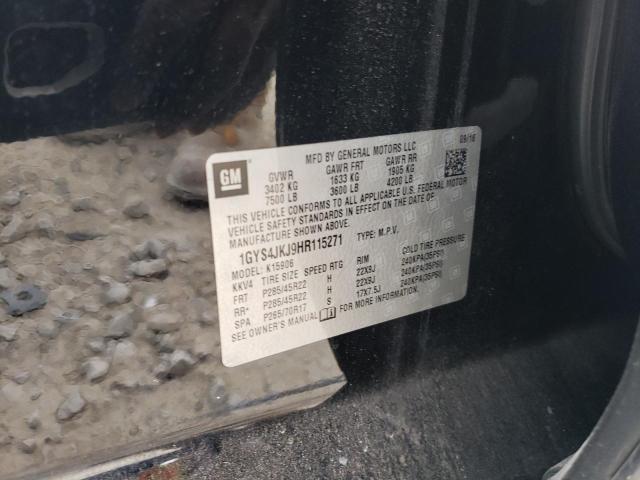 GM
MFD BY GENERAL MOTORS LLC 09/16
GVWR GAWR FRT GAWR RR
3402 KG 1633 KG 1905 KG
7500 LB 3600 LB 4200 LB
THIS VEHICLE CONFORMS TO ALL APPLICABLE U.S. FEDERAL MOTOR
VEHICLE SAFETY STANDARDS IN EFFECT ON THE DATE OF
MANUFACTURE SHOWN ABOVE.
1GYS4JKJ9HR115271 TYPE: M.P.V.
MODEL: K15906
KKV4 TIRE SIZE SPEED RTG RIM COLD TIRE PRESSURE
FRT P285/45R22 H 22X9J 240KPA(35PSI)
RR* P285/45R22 H 22X9J 240KPA(35PSI)
SPA P265/70R17 S 17X7.5J 240KPA(35PSI)
SEE OWNER'S MANUAL FOR MORE INFORMATION.